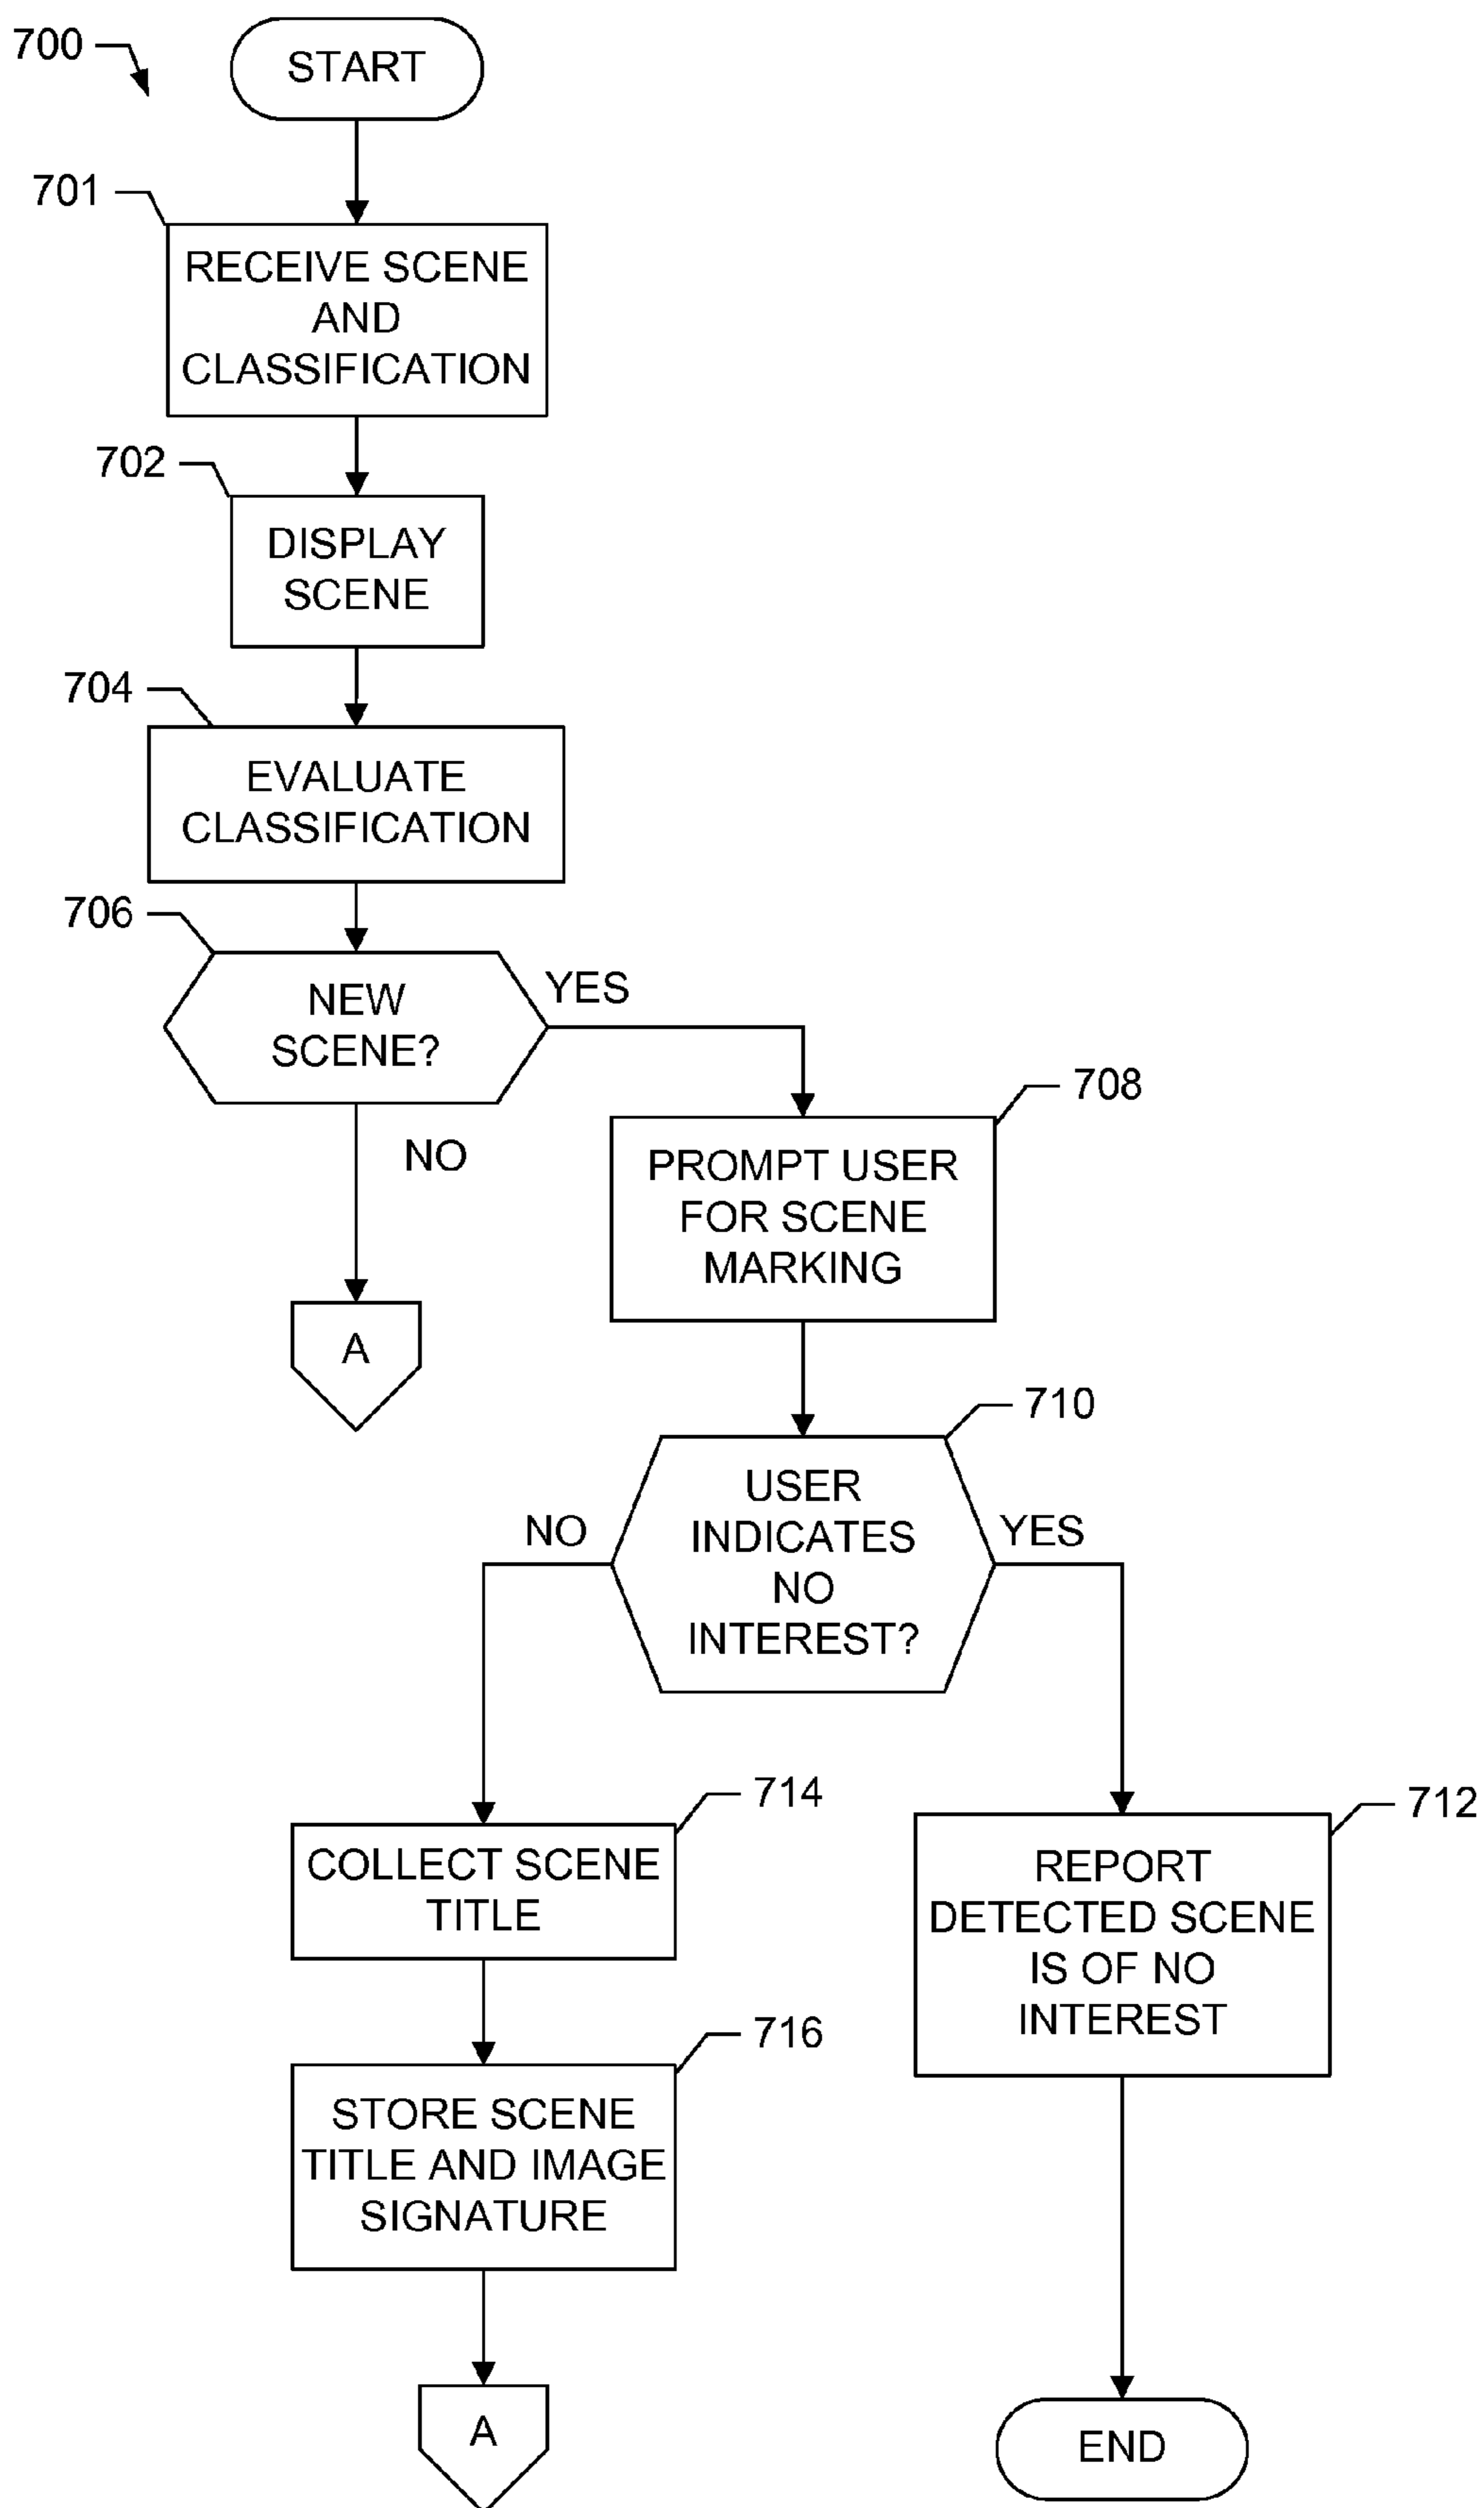 700
START
701
RECEIVE SCENE
AND
CLASSIFICATION
702
DISPLAY
SCENE
704
EVALUATE
CLASSIFICATION
706
NEW
SCENE?
YES
NO
A
708
PROMPT USER
FOR SCENE
MARKING
710
USER
INDICATES
NO
INTEREST?
NO
YES
714
COLLECT SCENE
TITLE
712
REPORT
DETECTED SCENE
IS OF NO
INTEREST
716
STORE SCENE
TITLE AND IMAGE
SIGNATURE
A
END